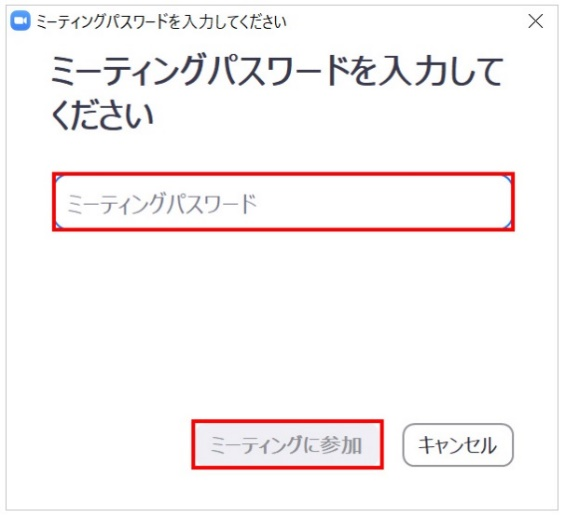 ミーティングパスワードを入力してください
ミーティングパスワードを入力して
ください
ミーティングパスワード
ミーティングに参加
キャンセル